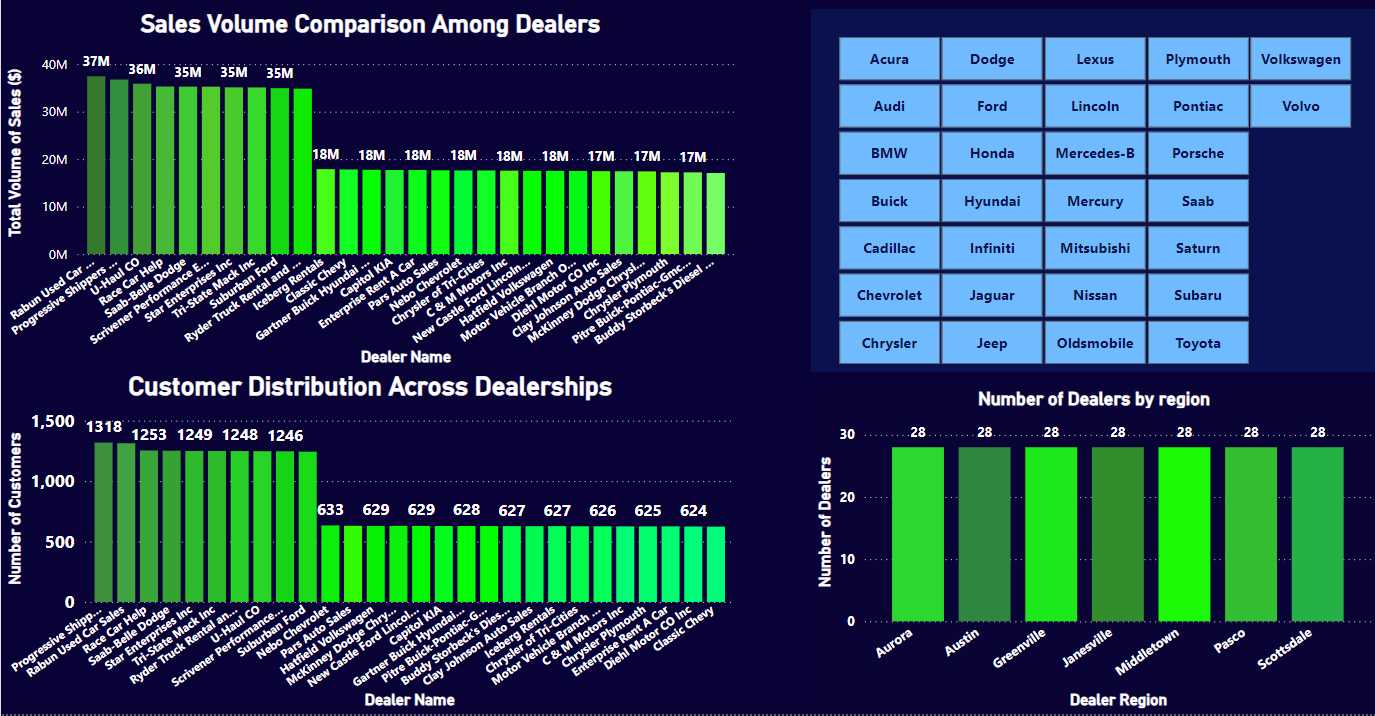 Sales Volume Comparison Among Dealers
Total Volume of Sales ($)
40M
30M
20M
10M
0M
37M
36M
35M
35M
35M
18M
18M
18M
18M
18M
18M
17M
17M
17M
Rabun Used Car ...
Progressive Shippers ...
U-Haul CO
Race Car Help
Saab-Belle Dodge
Scrivener Performance E...
Star Enterprises Inc
Tri-State Mack Inc
Suburban Ford
Ryder Truck Rental and ...
Iceberg Rentals
Classic Chevy
Gartner Buick Hyundai ...
Capitol KIA
Enterprise Rent A Car
Pars Auto Sales
Nebo Chevrolet
Chrysler of Tri-Cities
C & M Motors Inc
New Castle Ford Lincoln...
Hatfield Volkswagen
Motor Vehicle Branch O...
Diehl Motor CO Inc
Clay Johnson Auto Sales
McKinney Dodge Chrysl...
Chrysler Plymouth
Pitre Buick-Pontiac-Gmc...
Buddy Storbeck's Diesel ...
Dealer Name
Acura Dodge Lexus Plymouth Volkswagen
Audi Ford Lincoln Pontiac Volvo
BMW Honda Mercedes-B Porsche
Buick Hyundai Mercury Saab
Cadillac Infiniti Mitsubishi Saturn
Chevrolet Jaguar Nissan Subaru
Chrysler Jeep Oldsmobile Toyota
Customer Distribution Across Dealerships
Number of Customers
1,500
1,000
500
0
1318
1253
1249
1248
1246
633
629
629
628
627
627
626
625
624
Progressive Shipp...
Rabun Used Car Sales
Race Car Help
Saab-Belle Dodge
Star Enterprises Inc
Tri-State Mack Inc
Ryder Truck Rental an...
U-Haul CO
Scrivener Performance...
Suburban Ford
Nebo Chevrolet
Pars Auto Sales
Hatfield Volkswagen
McKinney Dodge Chry...
New Castle Ford Lincol...
Capitol KIA
Gartner Buick Hyundai...
Pitre Buick-Pontiac-G...
Buddy Storbeck's Dies...
Clay Johnson Auto Sales
Iceberg Rentals
Chrysler of Tri-Cities
Motor Vehicle Branch ...
C & M Motors Inc
Chrysler Plymouth
Enterprise Rent A Car
Diehl Motor CO Inc
Classic Chevy
Dealer Name
Number of Dealers by region
Number of Dealers
30
20
10
0
28
28
28
28
28
28
28
Aurora
Austin
Greenville
Janesville
Middletown
Pasco
Scottsdale
Dealer Region